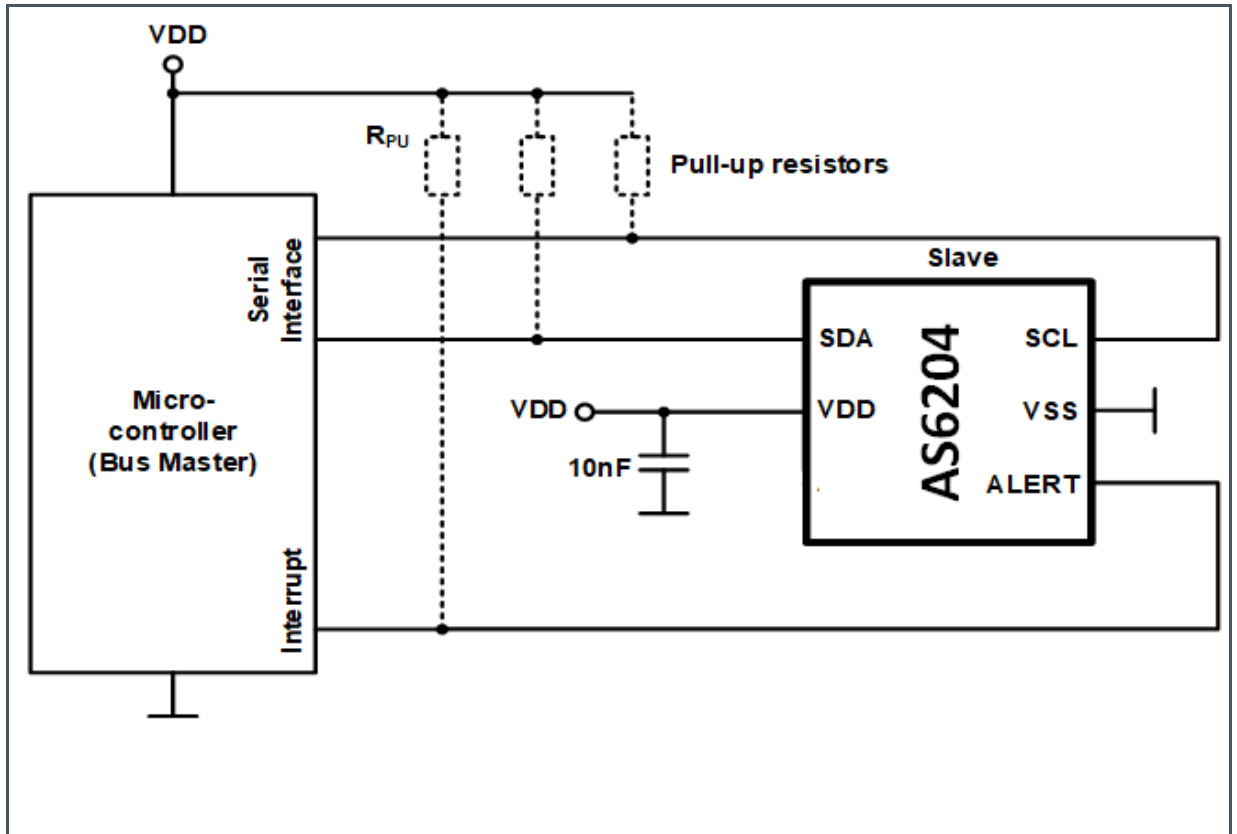 VDD
RPU
Pull-up resistors
Serial
Interface
Slave
SDA
SCL
AS6204
VDD
VDD
VSS
Micro-
controller
(Bus Master)
10nF
ALERT
Interrupt